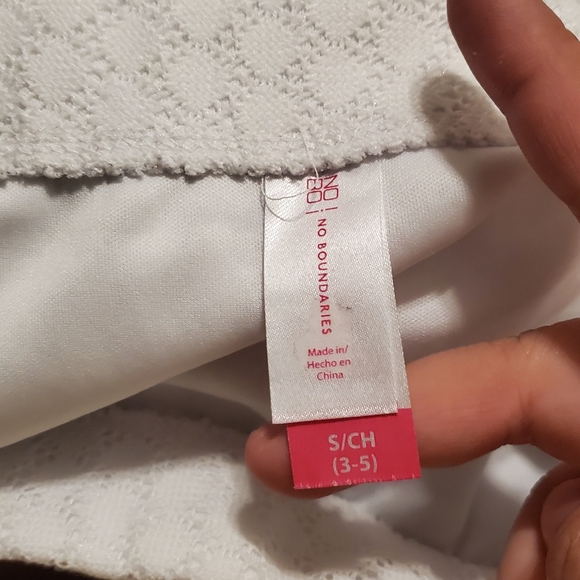 NO!
BO!
NO BOUNDARIES
Made in/
Hecho en
China
S/CH
(3-5)